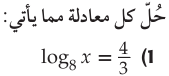 حُلّ كل معادلة مما يأتي:
(1 log₈ x = 4/3